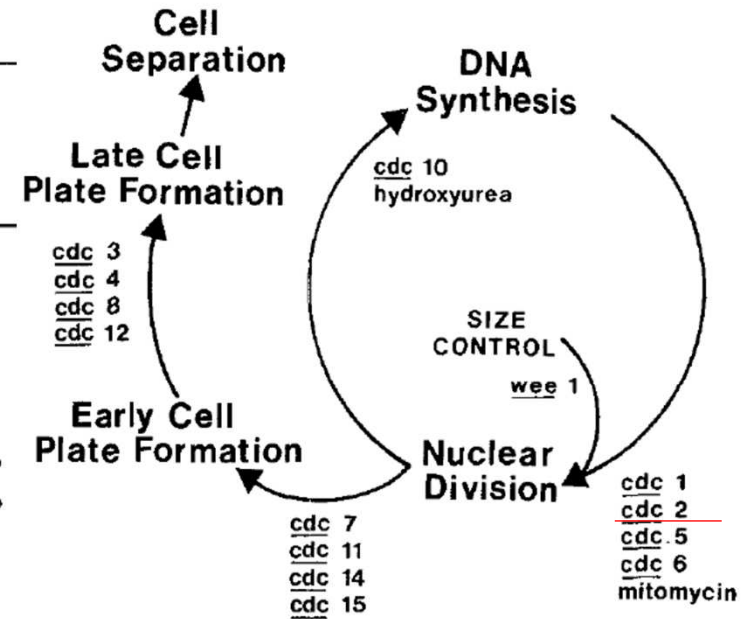 Cell
Separation
DNA
Synthesis
Late Cell
Plate Formation
cdc 10
hydroxyurea
cdc 3
cdc 4
cdc 8
cdc 12
SIZE
CONTROL
wee 1
Early Cell
Plate Formation
Nuclear
Division
cdc 1
cdc 2
cdc.5
cdc 6
mitomycin
cdc 7
cdc 11
cdc 14
cdc 15